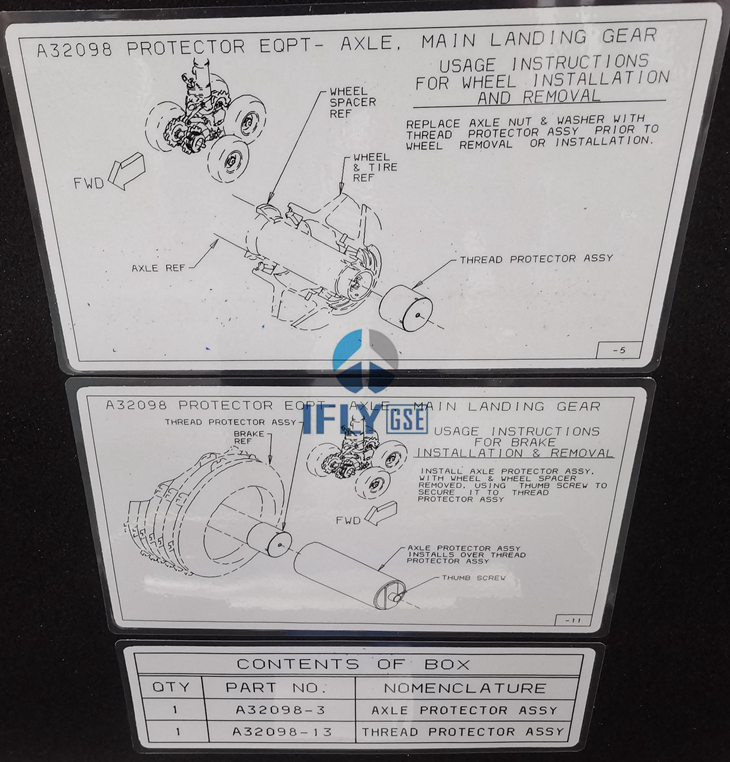 A32098 PROTECTOR EQPT- AXLE, MAIN LANDING GEAR
USAGE INSTRUCTIONS
FOR WHEEL INSTALLATION
AND REMOVAL
REPLACE AXLE NUT & WASHER WITH
THREAD PROTECTOR ASSY PRIOR TO
WHEEL REMOVAL OR INSTALLATION.
WHEEL
SPACER
REF
WHEEL
& TIRE
REF
FWD
AXLE REF
THREAD PROTECTOR ASSY
-5
IFLY GSE
A32098 PROTECTOR EQPT- AXLE, MAIN LANDING GEAR
THREAD PROTECTOR ASSY
BRAKE
REF
USAGE INSTRUCTIONS
FOR BRAKE
INSTALLATION & REMOVAL
INSTALL AXLE PROTECTOR ASSY,
WITH WHEEL & WHEEL SPACER
REMOVED, USING THUMB SCREW TO
SECURE IT TO THREAD
PROTECTOR ASSY
FWD
AXLE PROTECTOR ASSY
INSTALLS OVER THREAD
PROTECTOR ASSY
THUMB SCREW
-11
CONTENTS OF BOX
QTY PART NO. NOMENCLATURE
1 A32098-3 AXLE PROTECTOR ASSY
1 A32098-13 THREAD PROTECTOR ASSY